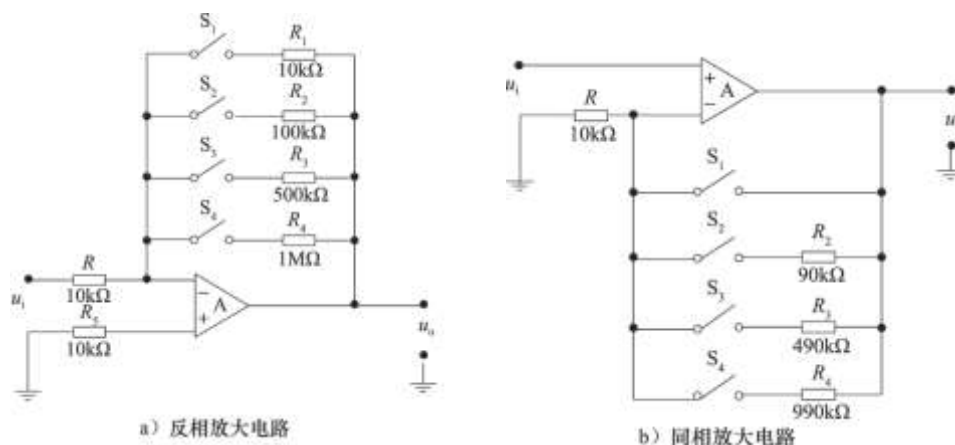 S₁
R₁
10kΩ
S₂
R₂
100kΩ
S₃
R₃
500kΩ
S₄
R₄
1MΩ
R
10kΩ
uᵢ
R₅
10kΩ
−
A
+
uₒ
a）反相放大电路
uᵢ
+
A
−
R
10kΩ
u
S₁
S₂
R₂
90kΩ
S₃
R₃
490kΩ
S₄
R₄
990kΩ
b）同相放大电路